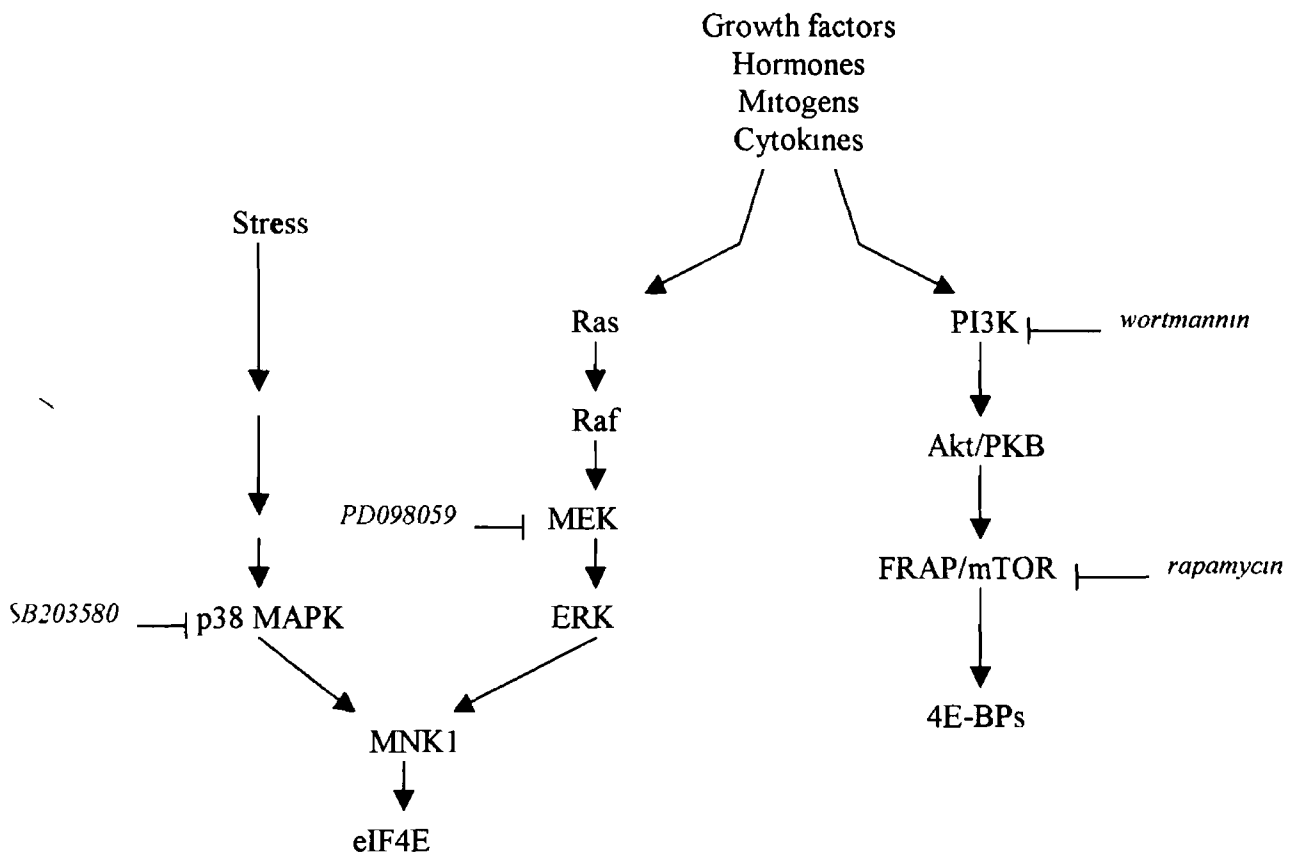 Growth factors
Hormones
Mitogens
Cytokines
Stress
Ras
PI3K
wortmannin
Raf
Akt/PKB
PD098059
MEK
FRAP/mTOR
rapamycin
SB203580
p38 MAPK
ERK
4E-BPs
MNK1
eIF4E